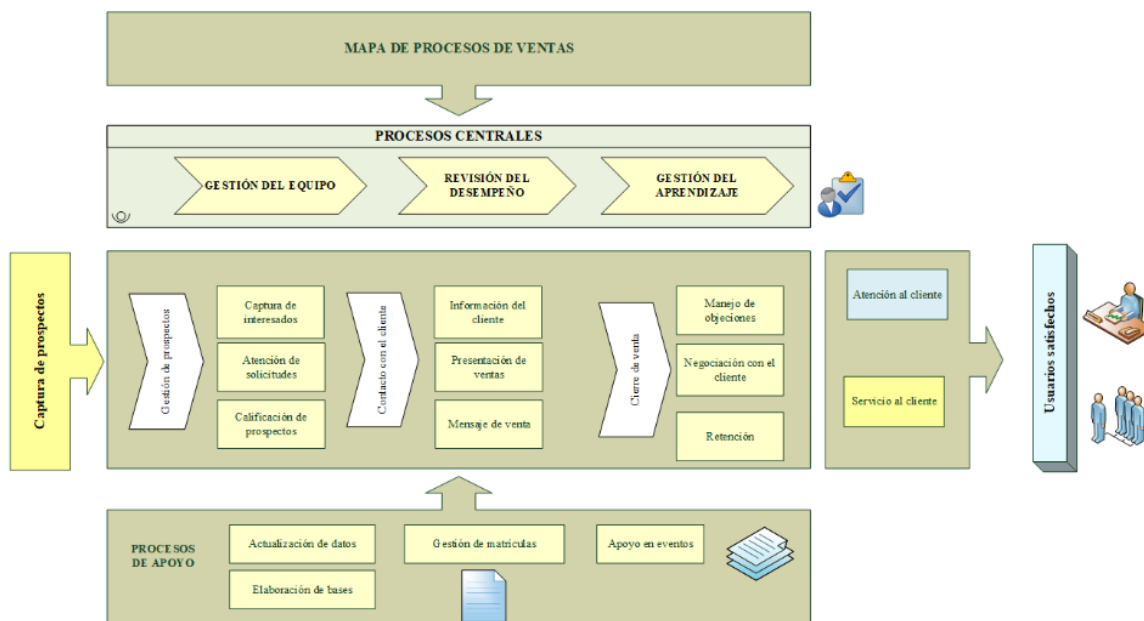 MAPA DE PROCESOS DE VENTAS
PROCESOS CENTRALES
GESTIÓN DEL EQUIPO
REVISIÓN DEL
DESEMPEÑO
GESTIÓN DEL
APRENDIZAJE
Captura de prospectos
Gestión de prospectos
Captura de
interesados
Atención de
solicitudes
Calificación de
prospectos
Contacto con el cliente
Información del
cliente
Presentación de
ventas
Mensaje de venta
Cierre de venta
Manejo de
objeciones
Negociación con el
cliente
Retención
Atención al cliente
Servicio al cliente
Usuarios satisfechos
PROCESOS
DE APOYO
Actualización de datos
Gestión de matrículas
Apoyo en eventos
Elaboración de bases